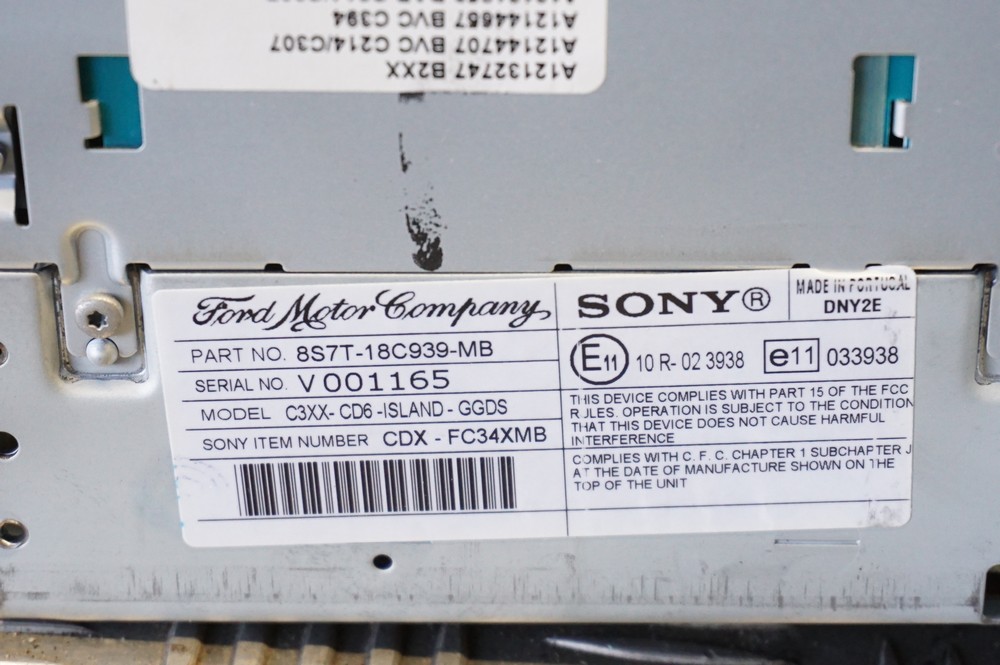 A12144687 BVC C394
A12144707 BVC C214/C307
A12132747 B2XX
Ford Motor Company
SONY®
MADE IN PORTUGAL
DNY2E
PART NO. 8S7T-18C939-MB
SERIAL NO. V 001165
MODEL C3XX- CD6 -ISLAND - GGDS
SONY ITEM NUMBER CDX - FC34XMB
E11 10 R- 02 3938
e11 033938
THIS DEVICE COMPLIES WITH PART 15 OF THE FCC
RULES. OPERATION IS SUBJECT TO THE CONDITION
THAT THIS DEVICE DOES NOT CAUSE HARMFUL
INTERFERENCE
COMPLIES WITH C. F. C. CHAPTER 1 SUBCHAPTER J
AT THE DATE OF MANUFACTURE SHOWN ON THE
TOP OF THE UNIT